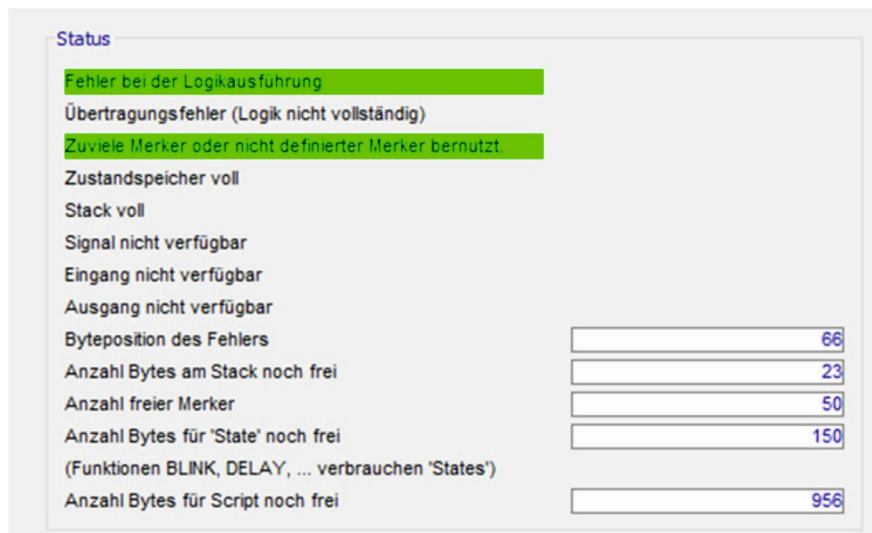 Status
Fehler bei der Logikausführung
Übertragungsfehler (Logik nicht vollständig)
Zuviele Merker oder nicht definierter Merker bernutzt.
Zustandspeicher voll
Stack voll
Signal nicht verfügbar
Eingang nicht verfügbar
Ausgang nicht verfügbar
Byteposition des Fehlers 66
Anzahl Bytes am Stack noch frei 23
Anzahl freier Merker 50
Anzahl Bytes für 'State' noch frei 150
(Funktionen BLINK, DELAY, ... verbrauchen 'States')
Anzahl Bytes für Script noch frei 956